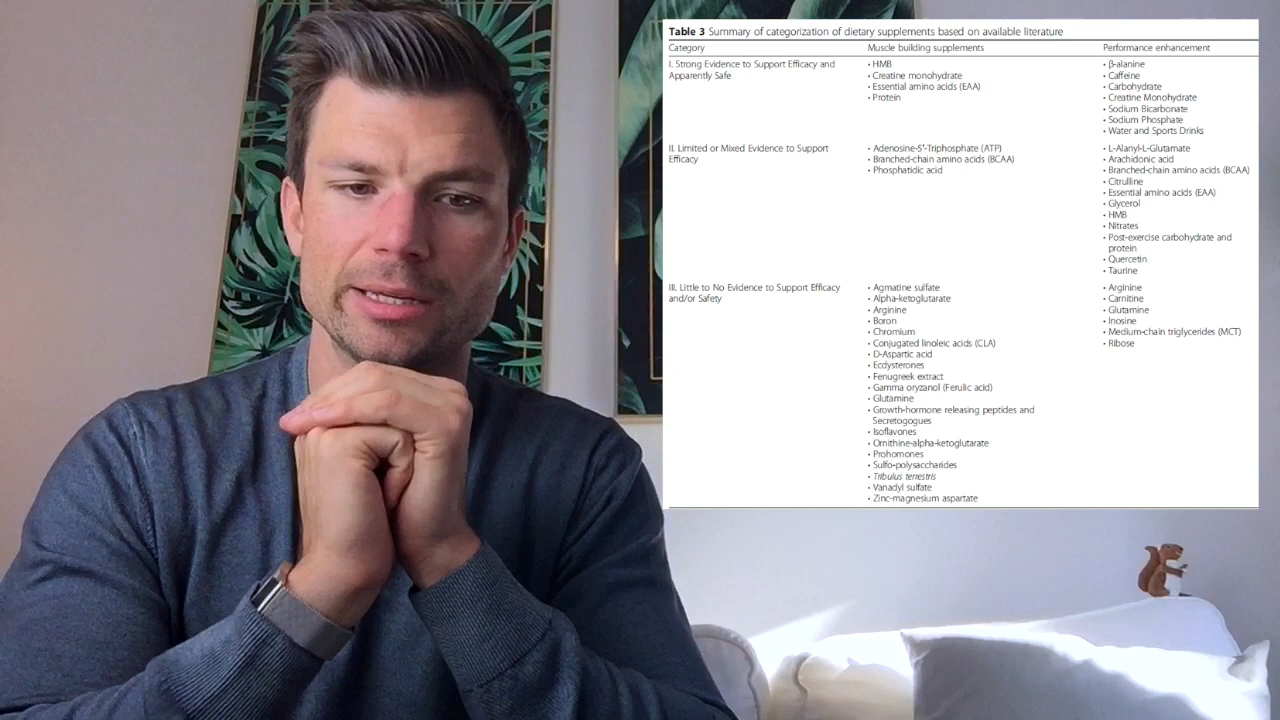 Table 3 Summary of categorization of dietary supplements based on available literature
Category Muscle building supplements Performance enhancement
I. Strong Evidence to Support Efficacy and
Apparently Safe
• HMB
• Creatine monohydrate
• Essential amino acids (EAA)
• Protein
• β-alanine
• Caffeine
• Carbohydrate
• Creatine Monohydrate
• Sodium Bicarbonate
• Sodium Phosphate
• Water and Sports Drinks
II. Limited or Mixed Evidence to Support
Efficacy
• Adenosine-5′-Triphosphate (ATP)
• Branched-chain amino acids (BCAA)
• Phosphatidic acid
• L-Alanyl-L-Glutamate
• Arachidonic acid
• Branched-chain amino acids (BCAA)
• Citrulline
• Essential amino acids (EAA)
• Glycerol
• HMB
• Nitrates
• Post-exercise carbohydrate and
protein
• Quercetin
• Taurine
III. Little to No Evidence to Support Efficacy
and/or Safety
• Agmatine sulfate
• Alpha-ketoglutarate
• Arginine
• Boron
• Chromium
• Conjugated linoleic acids (CLA)
• D-Aspartic acid
• Ecdysterones
• Fenugreek extract
• Gamma oryzanol (Ferulic acid)
• Glutamine
• Growth-hormone releasing peptides and
Secretogogues
• Isoflavones
• Ornithine-alpha-ketoglutarate
• Prohormones
• Sulfo-polysaccharides
• Tribulus terrestris
• Vanadyl sulfate
• Zinc-magnesium aspartate
• Arginine
• Carnitine
• Glutamine
• Inosine
• Medium-chain triglycerides (MCT)
• Ribose